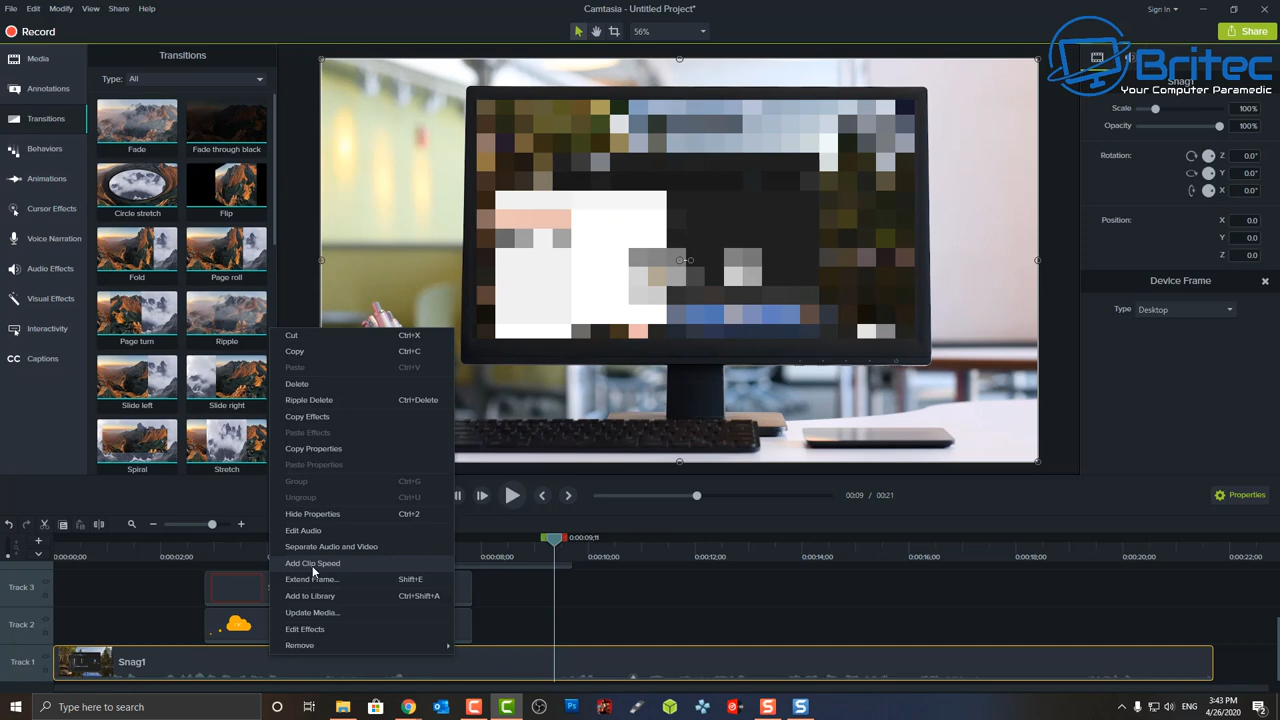 File Edit Modify View Share Help
Camtasia - Untitled Project*
Sign In
Record
56%
Share
Britec
Your Computer Paramedic
Media
Annotations
Transitions
Behaviors
Animations
Cursor Effects
Voice Narration
Audio Effects
Visual Effects
Interactivity
Captions
Transitions
Type: All
Fade
Fade through black
Circle stretch
Flip
Fold
Page roll
Page turn
Ripple
Slide left
Slide right
Spiral
Stretch
Snag1
Scale 100%
Opacity 100%
Rotation: Z 0.0°
Y 0.0°
X 0.0°
Position: X 0.0
Y 0.0
Z 0.0
Device Frame
Type Desktop
Cut Ctrl+X
Copy Ctrl+C
Paste Ctrl+V
Delete
Ripple Delete Ctrl+Delete
Copy Effects
Paste Effects
Copy Properties
Paste Properties
Group Ctrl+G
Ungroup Ctrl+U
Hide Properties Ctrl+2
Edit Audio
Separate Audio and Video
Add Clip Speed
Extend Frame... Shift+E
Add to Library Ctrl+Shift+A
Update Media...
Edit Effects
Remove
00:09 / 00:21
Properties
0:00:09;11
0:00:00;00 0:00:02;00 0:00:08;00 0:00:10;00 0:00:12;00 0:00:14;00 0:00:16;00 0:00:18;00 0:00:20;00 0:00:22;00
Track 3
Track 2
Track 1
Snag1
Type here to search
ENG
3:43 PM
4/26/2020